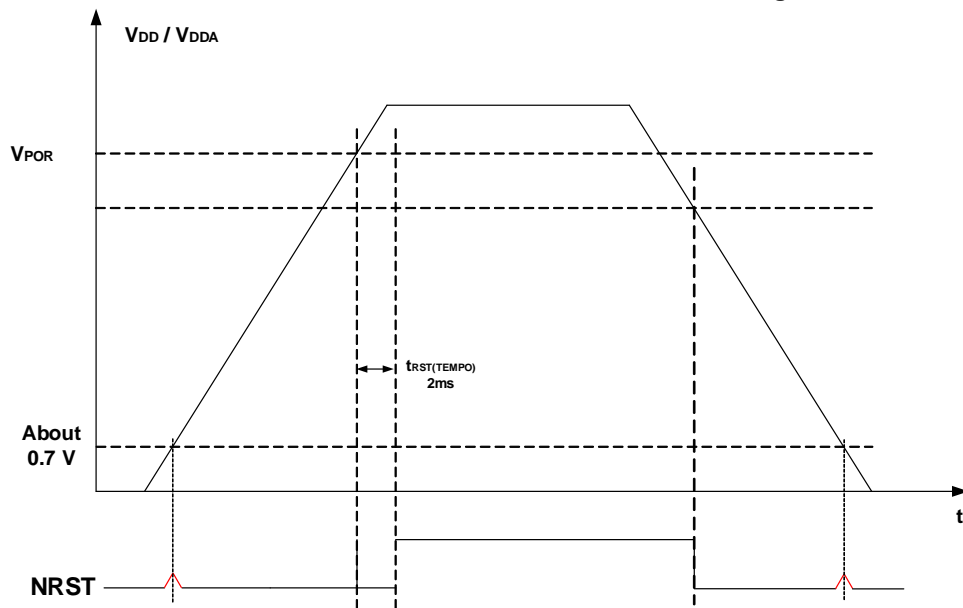 VDD / VDDA
VPOR
tRST(TEMPO)
2ms
About
0.7 V
t
NRST